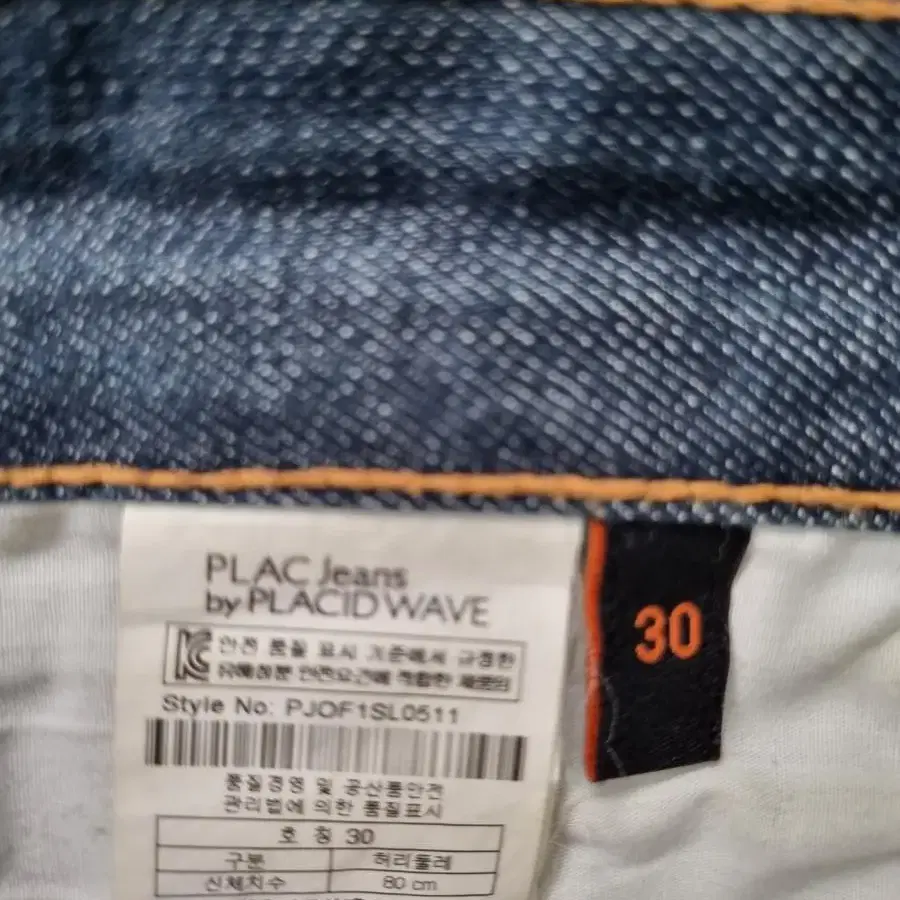 PLAC Jeans
by PLACID WAVE
30
안전 품질 표시 기준에서 규정한
유해성분 안전요건에 적합한 제품임
Style No: PJOF1SL0511
품질경영 및 공산품안전
관리법에 의한 품질표시
호 칭 30
구분 허리둘레
신체치수 80 cm